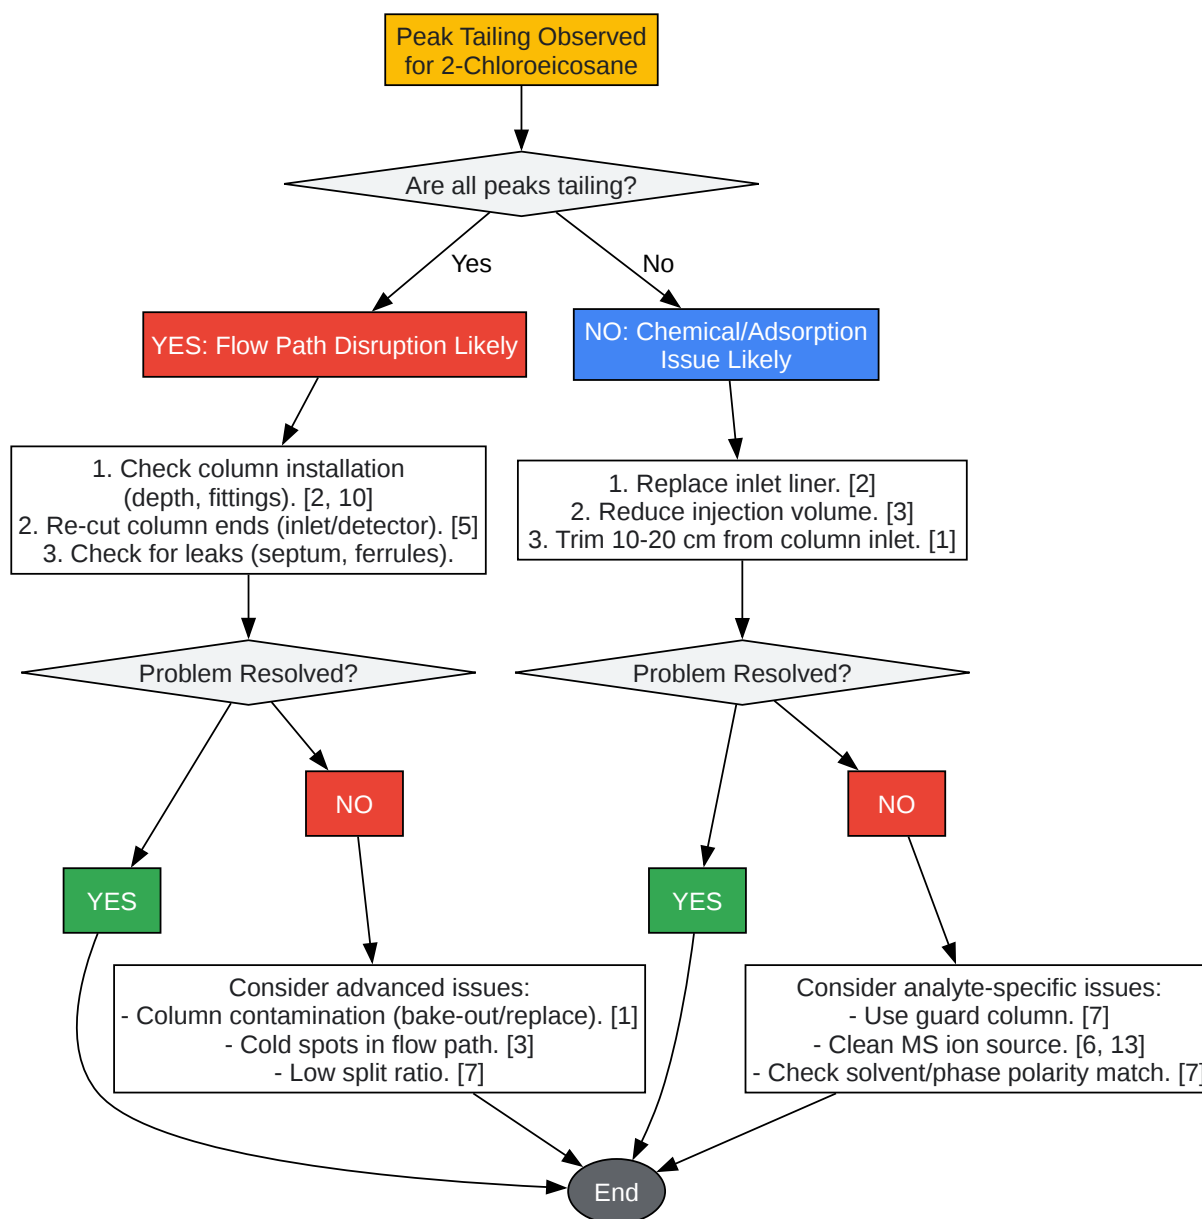 Peak Tailing Observed
for 2-Chloroeicosane
Are all peaks tailing?
Yes
No
YES: Flow Path Disruption Likely
NO: Chemical/Adsorption
Issue Likely
1. Check column installation
(depth, fittings). [2, 10]
2. Re-cut column ends (inlet/detector). [5]
3. Check for leaks (septum, ferrules).
1. Replace inlet liner. [2]
2. Reduce injection volume. [3]
3. Trim 10-20 cm from column inlet. [1]
Problem Resolved?
Problem Resolved?
NO
NO
YES
YES
Consider advanced issues:
- Column contamination (bake-out/replace). [1]
- Cold spots in flow path. [3]
- Low split ratio. [7]
Consider analyte-specific issues:
- Use guard column. [7]
- Clean MS ion source. [6, 13]
- Check solvent/phase polarity match. [7]
End